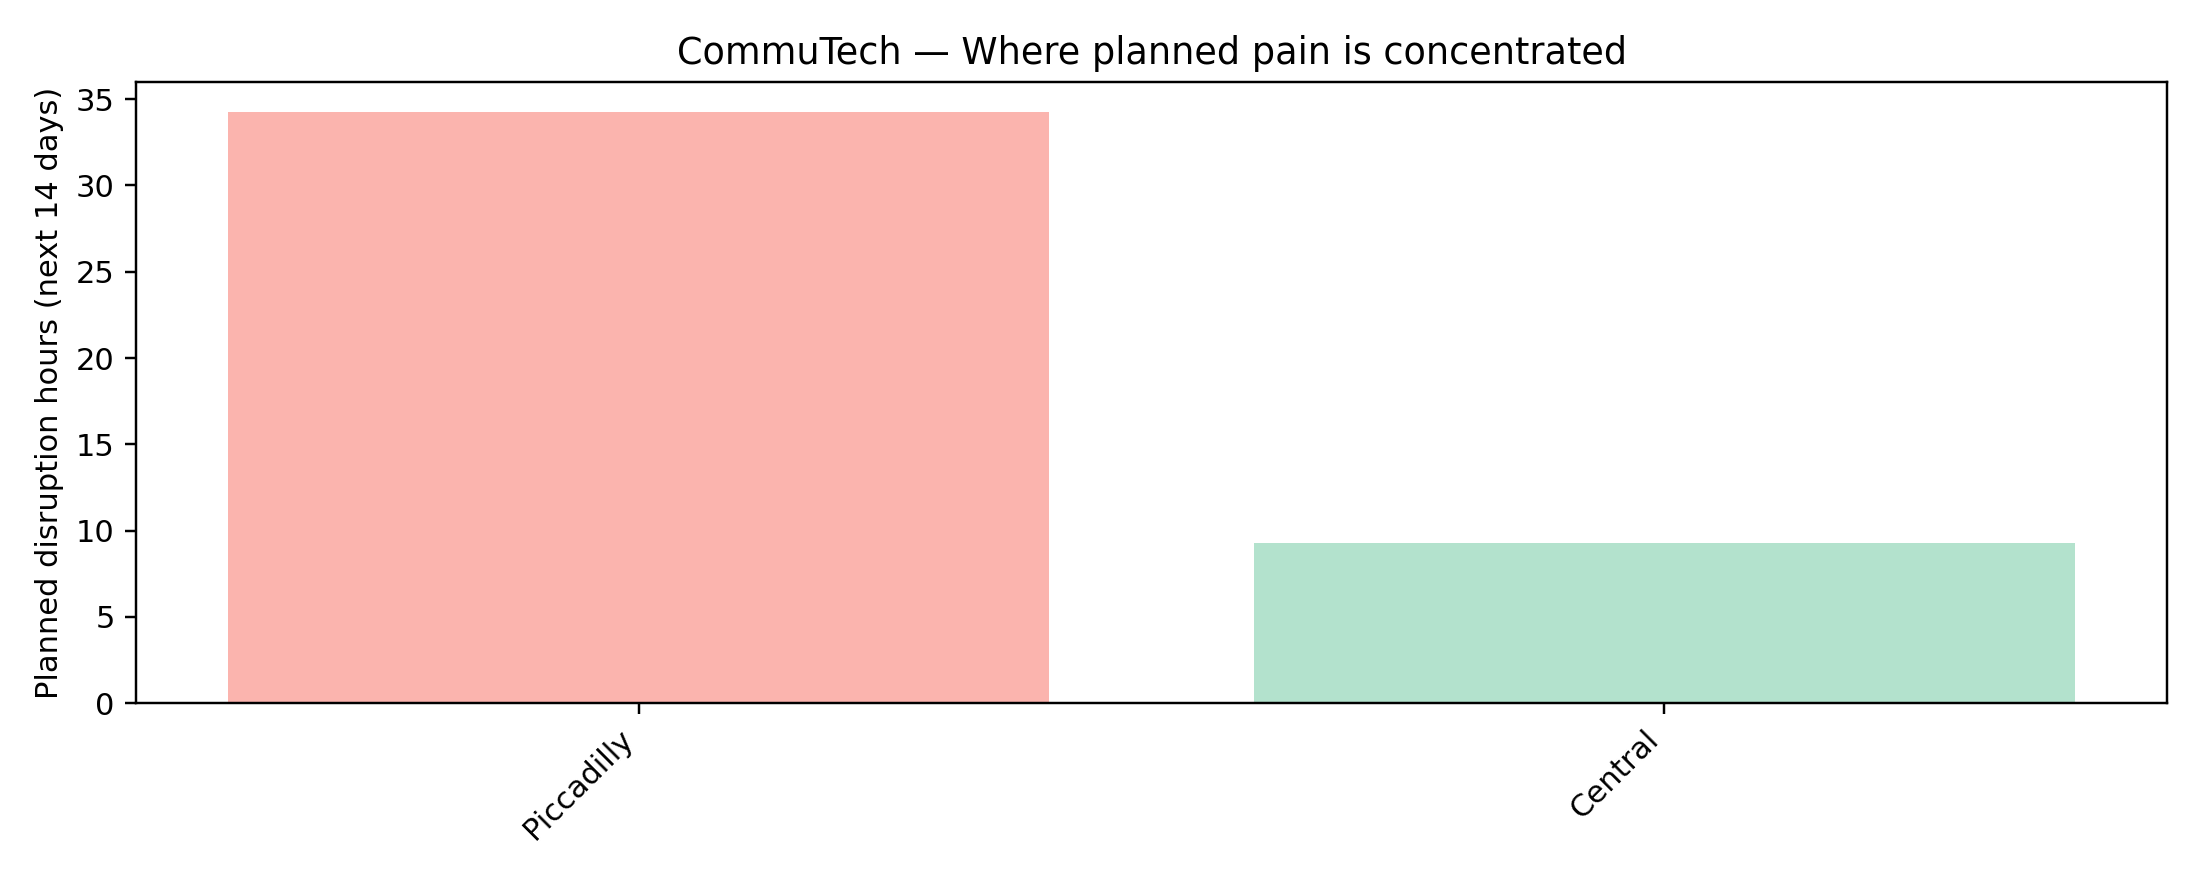 CommuTech — Where planned pain is concentrated
Planned disruption hours (next 14 days)
35
30
25
20
15
10
5
0
Piccadilly
Central